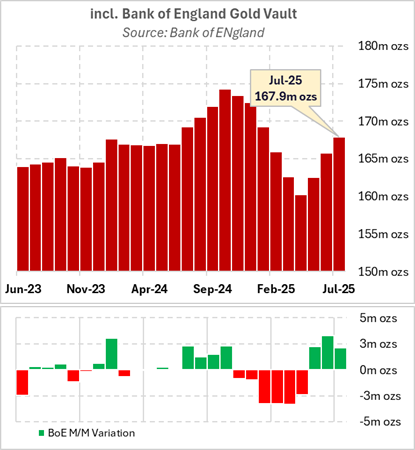 incl. Bank of England Gold Vault
Source: Bank of ENgland
180m ozs
175m ozs
170m ozs
165m ozs
160m ozs
155m ozs
150m ozs
Jul-25
167.9m ozs
Jun-23
Nov-23
Apr-24
Sep-24
Feb-25
Jul-25
5m ozs
3m ozs
0m ozs
-3m ozs
-5m ozs
BoE M/M Variation